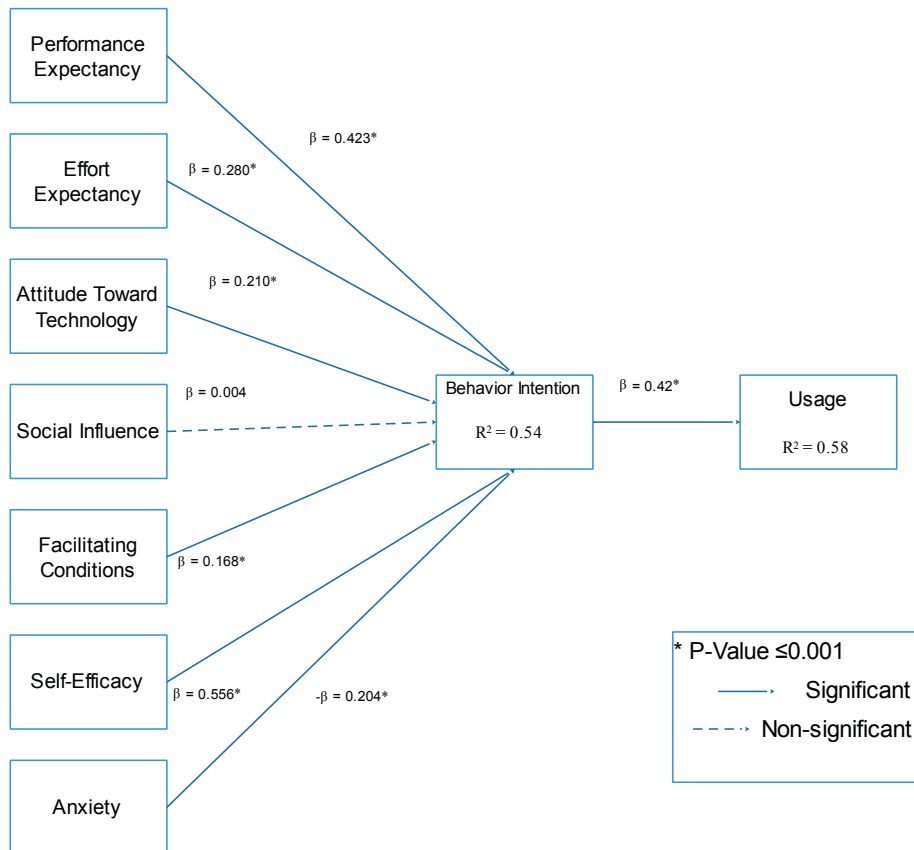 Performance
Expectancy
β = 0.423*
Effort
Expectancy
β = 0.280*
Attitude Toward
Technology
β = 0.210*
Social Influence
β = 0.004
Behavior Intention
R² = 0.54
β = 0.42*
Usage
R² = 0.58
Facilitating
Conditions
β = 0.168*
Self-Efficacy
β = 0.556*
-β = 0.204*
Anxiety
* P-Value ≤0.001
Significant
Non-significant